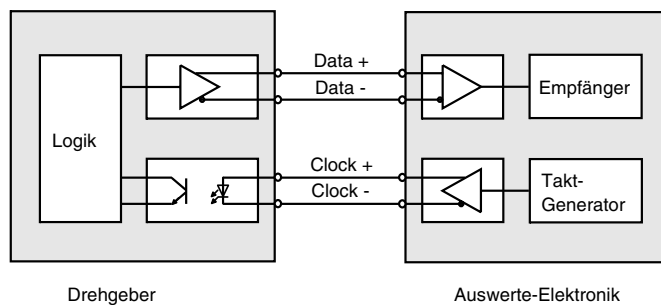 Data +
Data -
Empfänger
Logik
Clock +
Clock -
Takt-
Generator
Drehgeber
Auswerte-Elektronik